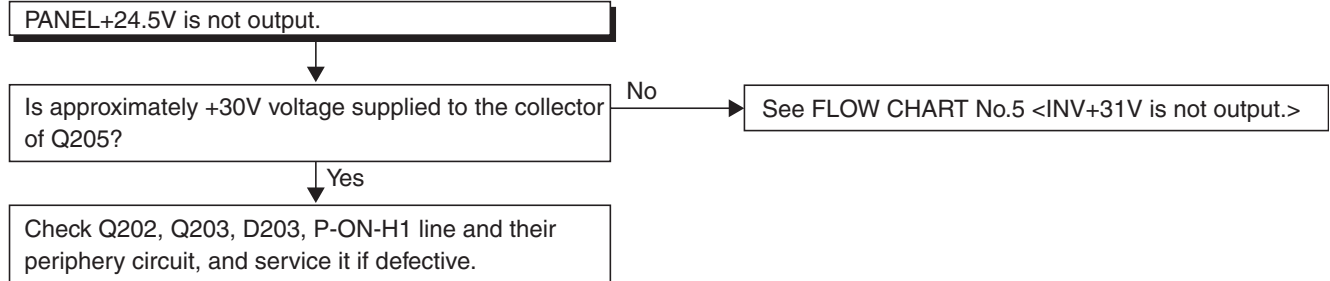 PANEL+24.5V is not output.
Is approximately +30V voltage supplied to the collector
of Q205?
No
See FLOW CHART No.5 <INV+31V is not output.>
Yes
Check Q202, Q203, D203, P-ON-H1 line and their
periphery circuit, and service it if defective.